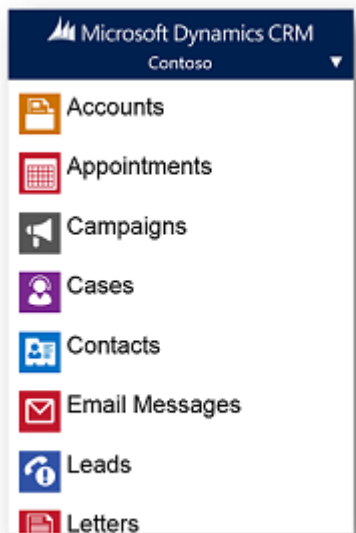 Microsoft Dynamics CRM
Contoso
Accounts
Appointments
Campaigns
Cases
Contacts
Email Messages
Leads
Letters